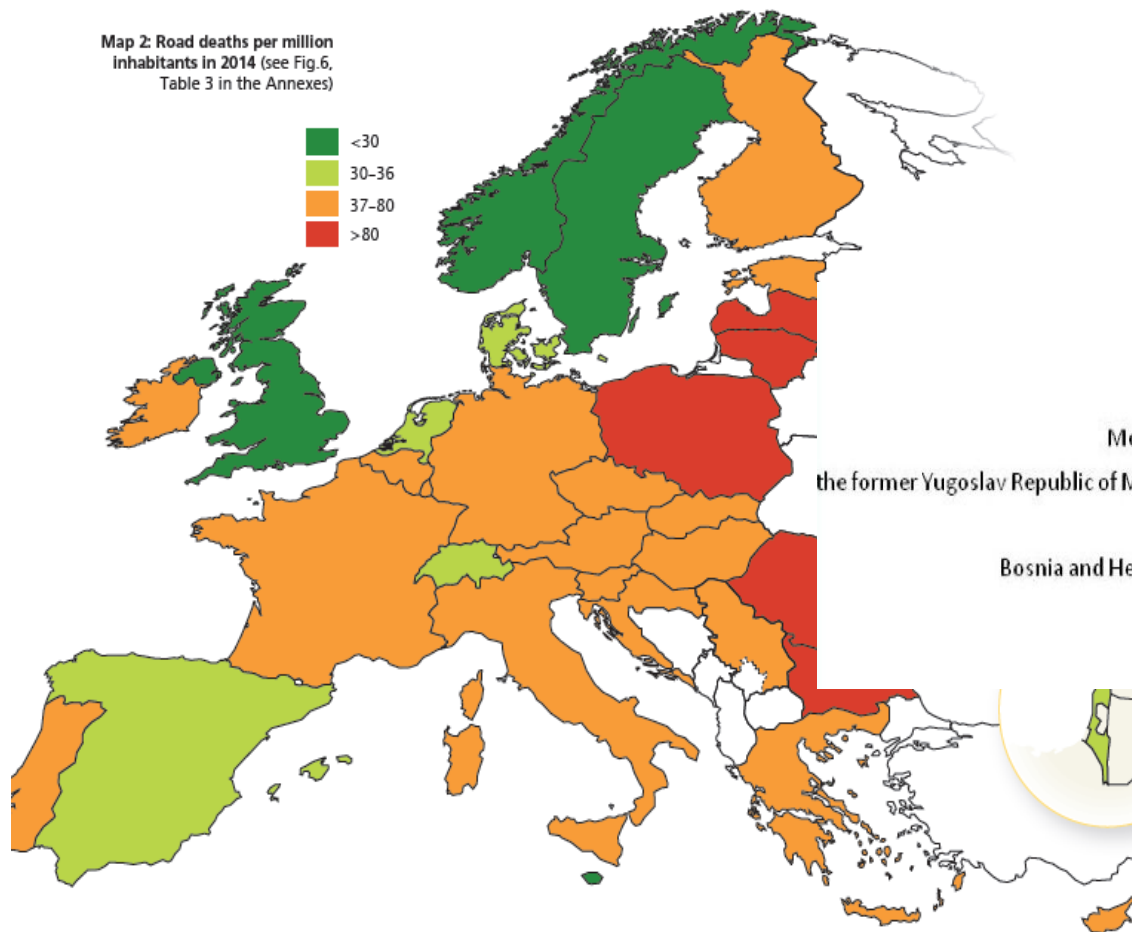 Map 2: Road deaths per million
inhabitants in 2014 (see Fig.6,
Table 3 in the Annexes)
<30
30–36
37–80
>80
the former Yugoslav Republic of M
Bosnia and He